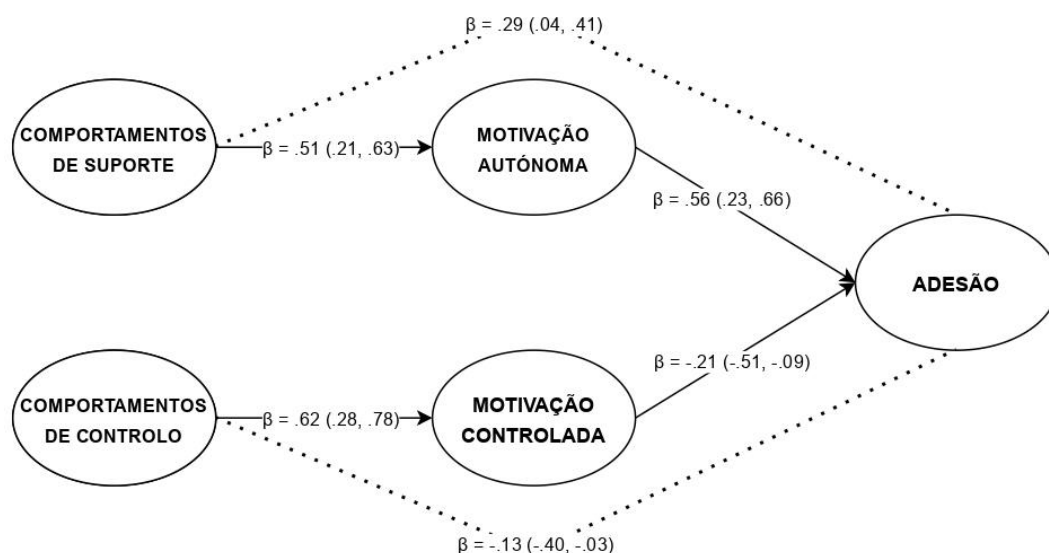 β = .29 (.04, .41)
COMPORTAMENTOS
DE SUPORTE
β = .51 (.21, .63)
MOTIVAÇÃO
AUTÓNOMA
β = .56 (.23, .66)
ADESÃO
β = -.21 (-.51, -.09)
COMPORTAMENTOS
DE CONTROLO
β = .62 (.28, .78)
MOTIVAÇÃO
CONTROLADA
β = -.13 (-.40, -.03)